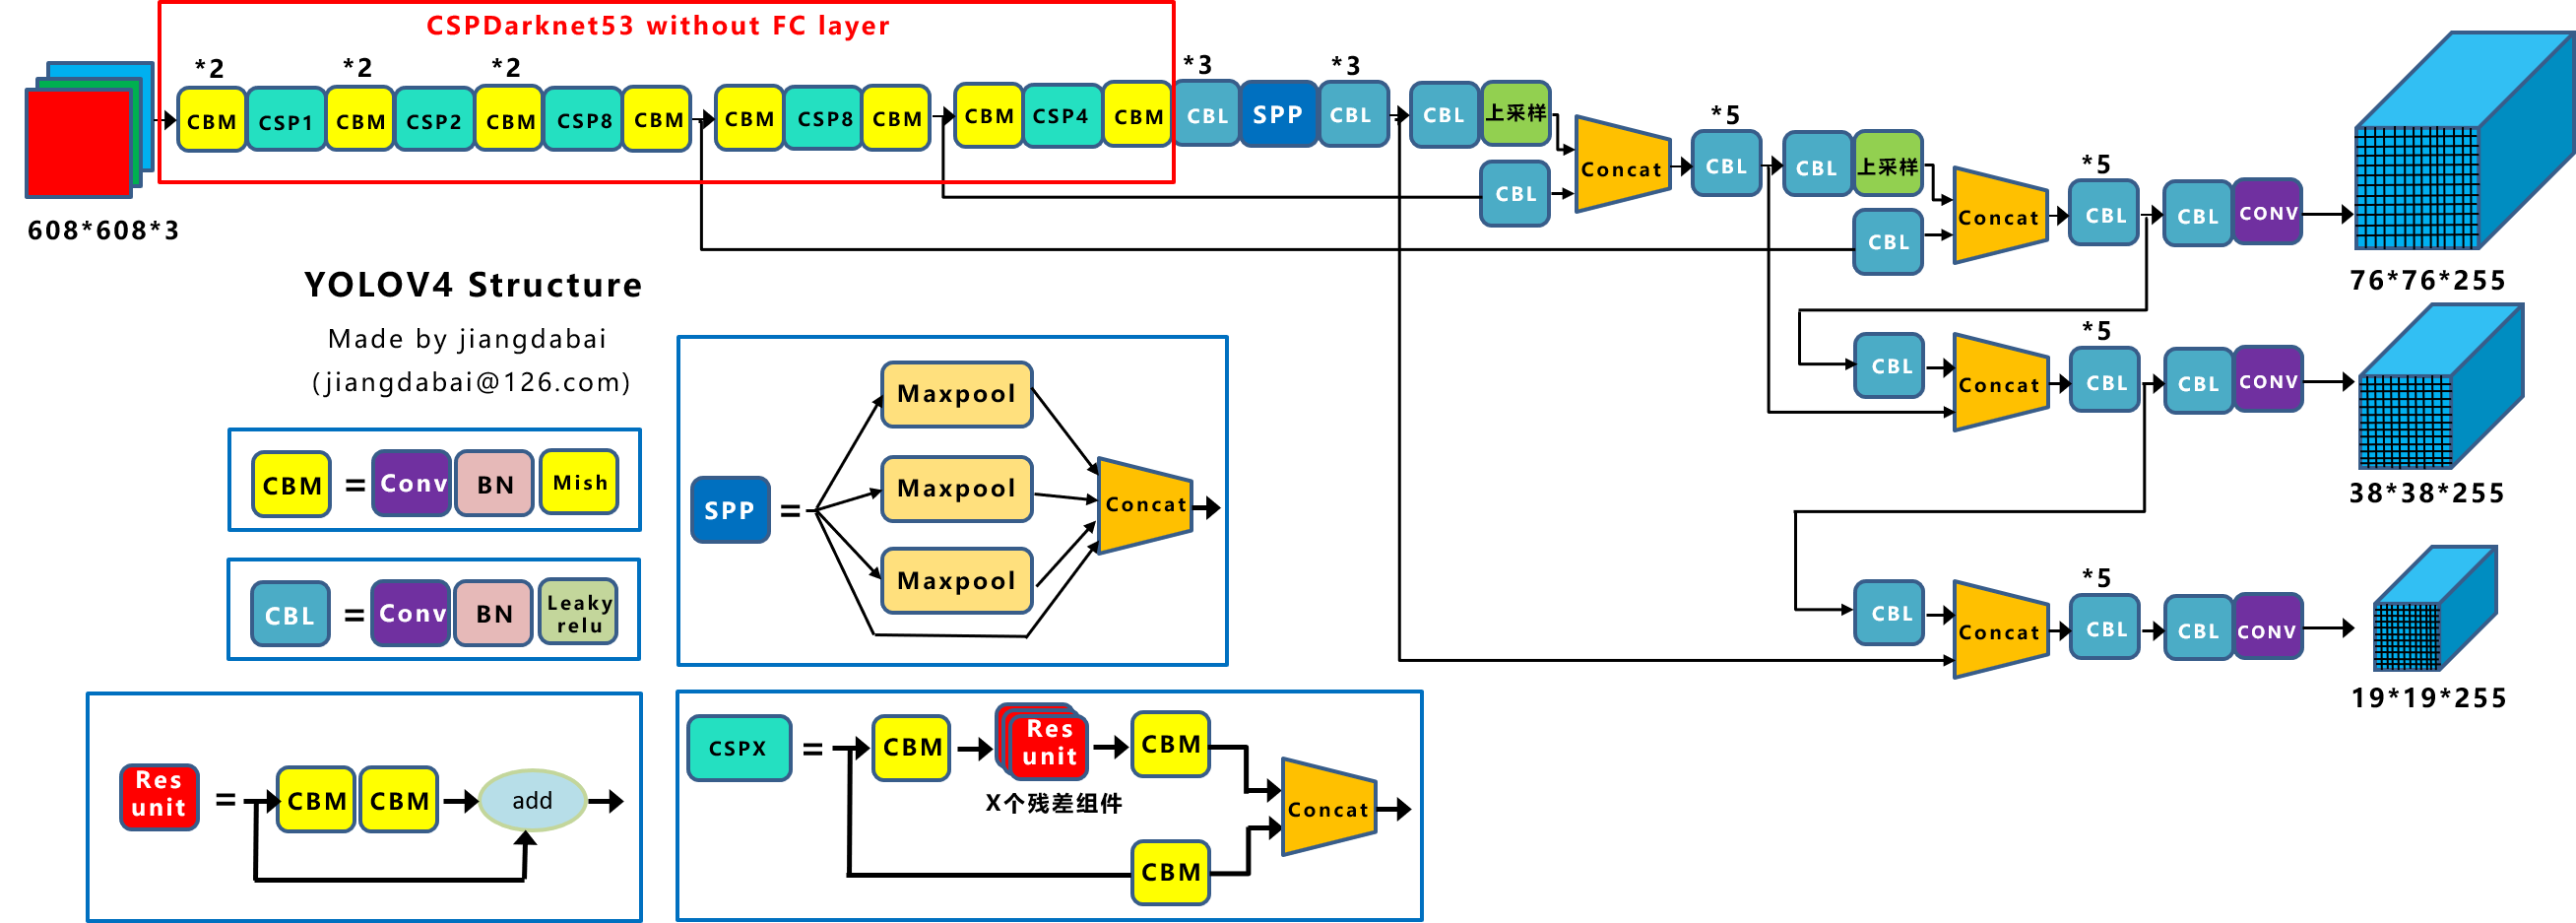 CSPDarknet53 without FC layer
*2 *2 *2 *3 *3
CBM CSP1 CBM CSP2 CBM CSP8 CBM CBM CSP8 CBM CBM CSP4 CBM CBL SPP CBL CBL 上采样
CBL Concat
*5
CBL CBL 上采样
CBL Concat
*5
CBL CBL CONV
608*608*3
76*76*255
YOLOV4 Structure
Made by jiangdabai
(jiangdabai@126.com)
*5
CBL Concat CBL CBL CONV
38*38*255
*5
CBL Concat CBL CBL CONV
19*19*255
CBM = Conv BN Mish
CBL = Conv BN Leaky
relu
SPP =
Maxpool
Maxpool
Maxpool
Concat
Res
unit = CBM CBM add
CSPX = CBM Res
unit CBM
X个残差组件
CBM
Concat